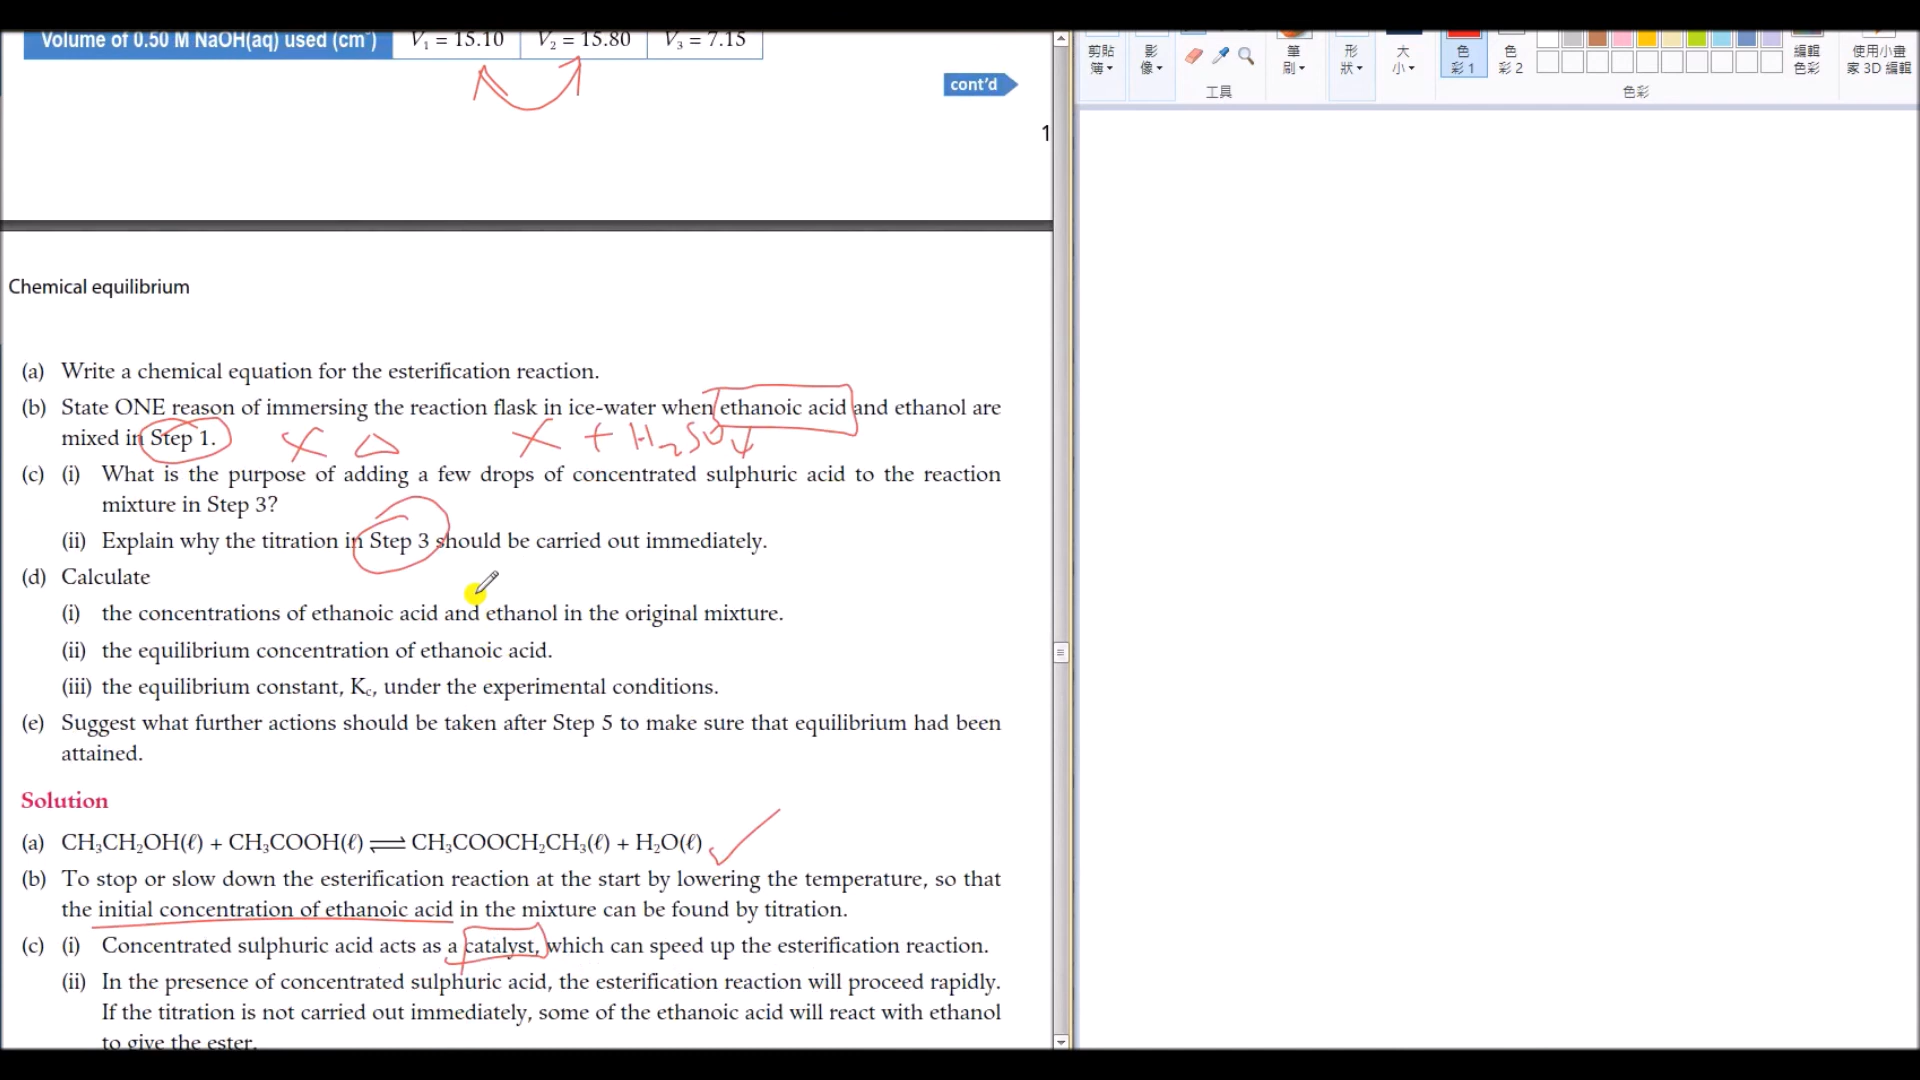 Volume of 0.50 M NaOH(aq) used (cm³) V₁ = 15.10 V₂ = 15.80 V₃ = 7.15
cont'd
1
Chemical equilibrium
(a) Write a chemical equation for the esterification reaction.
(b) State ONE reason of immersing the reaction flask in ice-water when ethanoic acid and ethanol are
mixed in Step 1.
X △ X + H₂SO₄
(c) (i) What is the purpose of adding a few drops of concentrated sulphuric acid to the reaction
mixture in Step 3?
(ii) Explain why the titration in Step 3 should be carried out immediately.
(d) Calculate
(i) the concentrations of ethanoic acid and ethanol in the original mixture.
(ii) the equilibrium concentration of ethanoic acid.
(iii) the equilibrium constant, Kc, under the experimental conditions.
(e) Suggest what further actions should be taken after Step 5 to make sure that equilibrium had been
attained.
Solution
(a) CH₃CH₂OH(ℓ) + CH₃COOH(ℓ) ⇌ CH₃COOCH₂CH₃(ℓ) + H₂O(ℓ)
(b) To stop or slow down the esterification reaction at the start by lowering the temperature, so that
the initial concentration of ethanoic acid in the mixture can be found by titration.
(c) (i) Concentrated sulphuric acid acts as a catalyst, which can speed up the esterification reaction.
(ii) In the presence of concentrated sulphuric acid, the esterification reaction will proceed rapidly.
If the titration is not carried out immediately, some of the ethanoic acid will react with ethanol
to give the ester.
剪貼
簿
影
像
工具
筆
刷
形
狀
大
小
色
彩 1
色
彩 2
色彩
編輯
色彩
使用小畫
家 3D 編輯